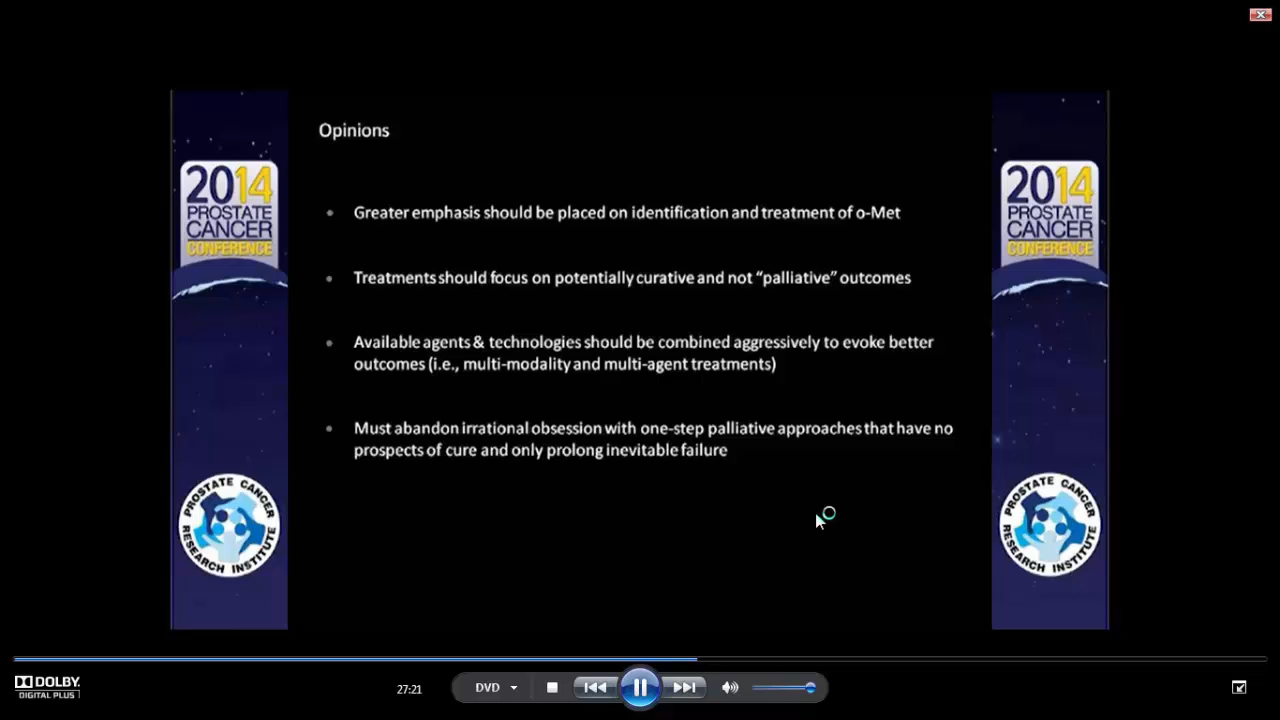 Opinions
2014
PROSTATE
CANCER
CONFERENCE
2014
PROSTATE
CANCER
CONFERENCE
Greater emphasis should be placed on identification and treatment of o-Met
Treatments should focus on potentially curative and not “palliative” outcomes
Available agents & technologies should be combined aggressively to evoke better
outcomes (i.e., multi-modality and multi-agent treatments)
Must abandon irrational obsession with one-step palliative approaches that have no
prospects of cure and only prolong inevitable failure
PROSTATE CANCER
RESEARCH INSTITUTE
PROSTATE CANCER
RESEARCH INSTITUTE
DOLBY
DIGITAL PLUS
27:21
DVD